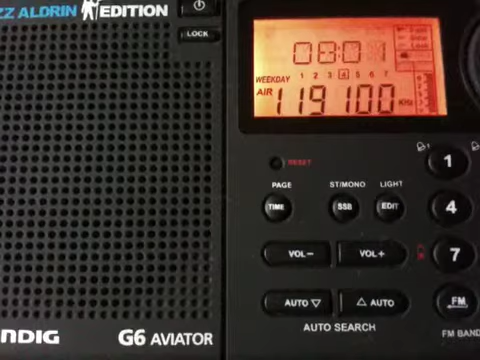 ZZ ALDRIN EDITION
LOCK
08:01
WEEKDAY 1 2 3 4 5 6 7
AIR
119100 KHz
RESET
PAGE ST/MONO LIGHT
TIME SSB EDIT
1
4
VOL- VOL+
7
AUTO ▽ △ AUTO
FM
AUTO SEARCH
FM BAND
NDIG G6 AVIATOR